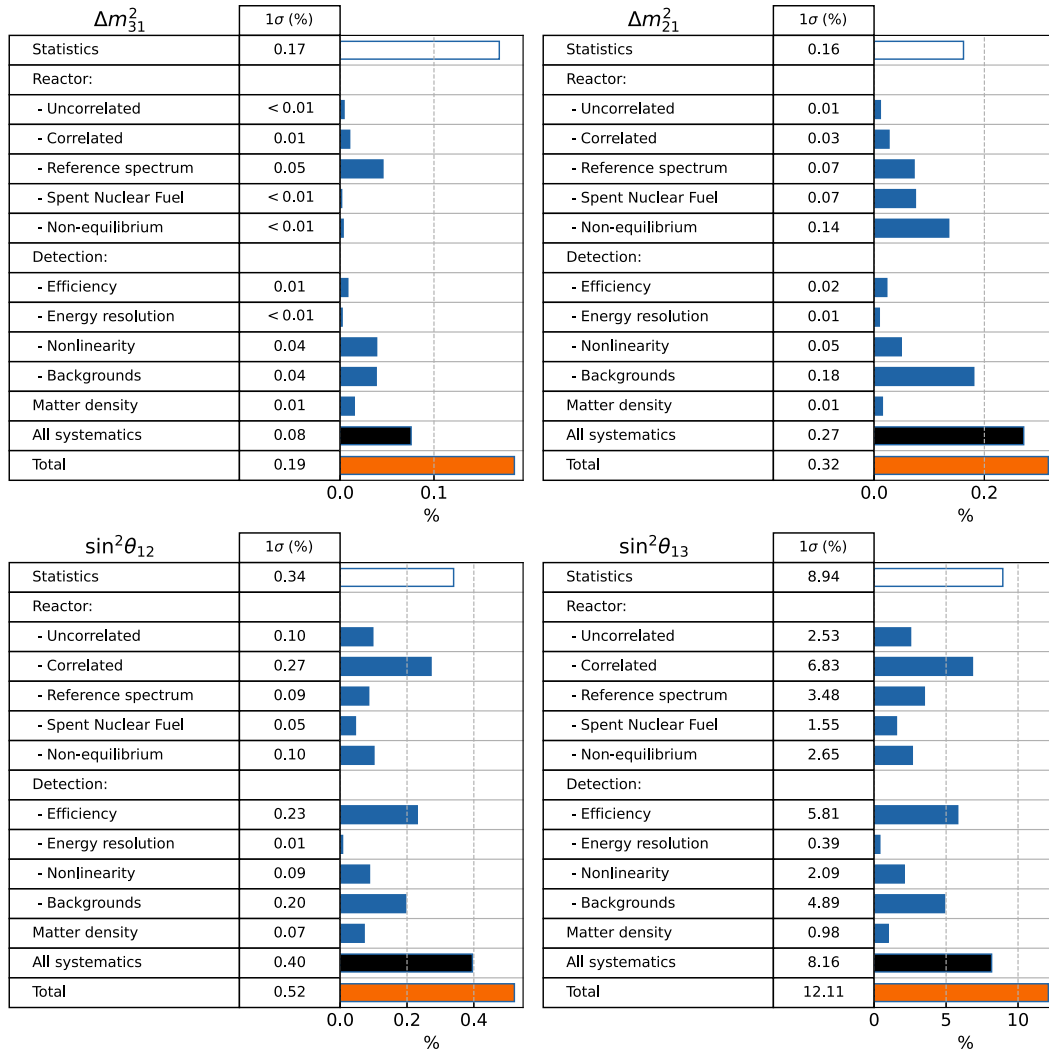 Δm²₃₁ 1σ (%)
Statistics 0.17
Reactor:
- Uncorrelated < 0.01
- Correlated 0.01
- Reference spectrum 0.05
- Spent Nuclear Fuel < 0.01
- Non-equilibrium < 0.01
Detection:
- Efficiency 0.01
- Energy resolution < 0.01
- Nonlinearity 0.04
- Backgrounds 0.04
Matter density 0.01
All systematics 0.08
Total 0.19
0.0 0.1
%
Δm²₂₁ 1σ (%)
Statistics 0.16
Reactor:
- Uncorrelated 0.01
- Correlated 0.03
- Reference spectrum 0.07
- Spent Nuclear Fuel 0.07
- Non-equilibrium 0.14
Detection:
- Efficiency 0.02
- Energy resolution 0.01
- Nonlinearity 0.05
- Backgrounds 0.18
Matter density 0.01
All systematics 0.27
Total 0.32
0.0 0.2
%
sin²θ₁₂ 1σ (%)
Statistics 0.34
Reactor:
- Uncorrelated 0.10
- Correlated 0.27
- Reference spectrum 0.09
- Spent Nuclear Fuel 0.05
- Non-equilibrium 0.10
Detection:
- Efficiency 0.23
- Energy resolution 0.01
- Nonlinearity 0.09
- Backgrounds 0.20
Matter density 0.07
All systematics 0.40
Total 0.52
0.0 0.2 0.4
%
sin²θ₁₃ 1σ (%)
Statistics 8.94
Reactor:
- Uncorrelated 2.53
- Correlated 6.83
- Reference spectrum 3.48
- Spent Nuclear Fuel 1.55
- Non-equilibrium 2.65
Detection:
- Efficiency 5.81
- Energy resolution 0.39
- Nonlinearity 2.09
- Backgrounds 4.89
Matter density 0.98
All systematics 8.16
Total 12.11
0 5 10
%